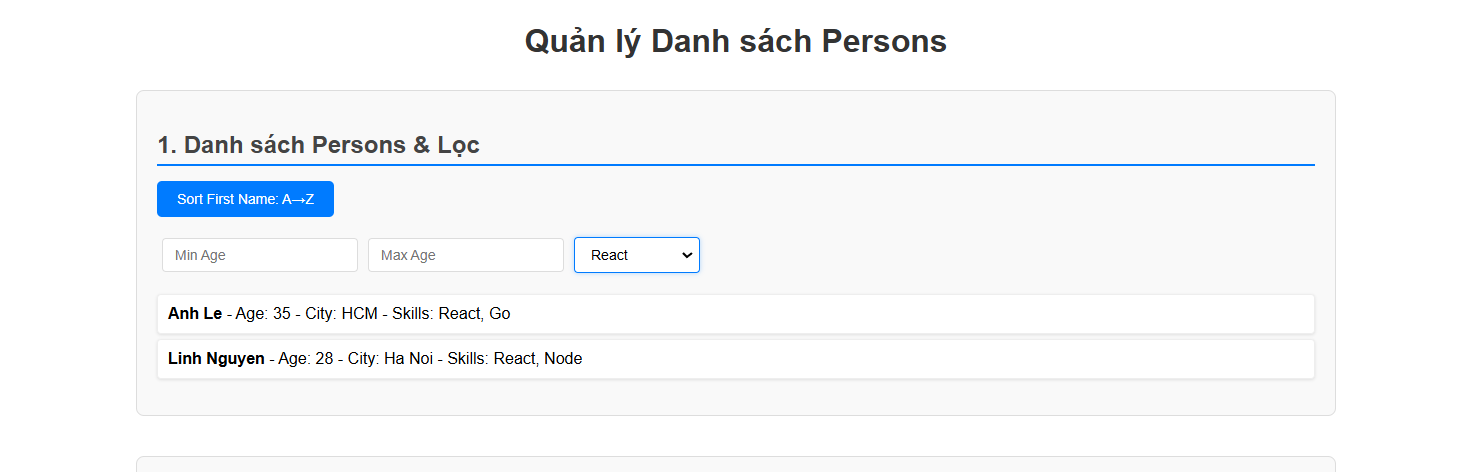 Quản lý Danh sách Persons
1. Danh sách Persons & Lọc
Sort First Name: A→Z
Min Age Max Age React
Anh Le - Age: 35 - City: HCM - Skills: React, Go
Linh Nguyen - Age: 28 - City: Ha Noi - Skills: React, Node